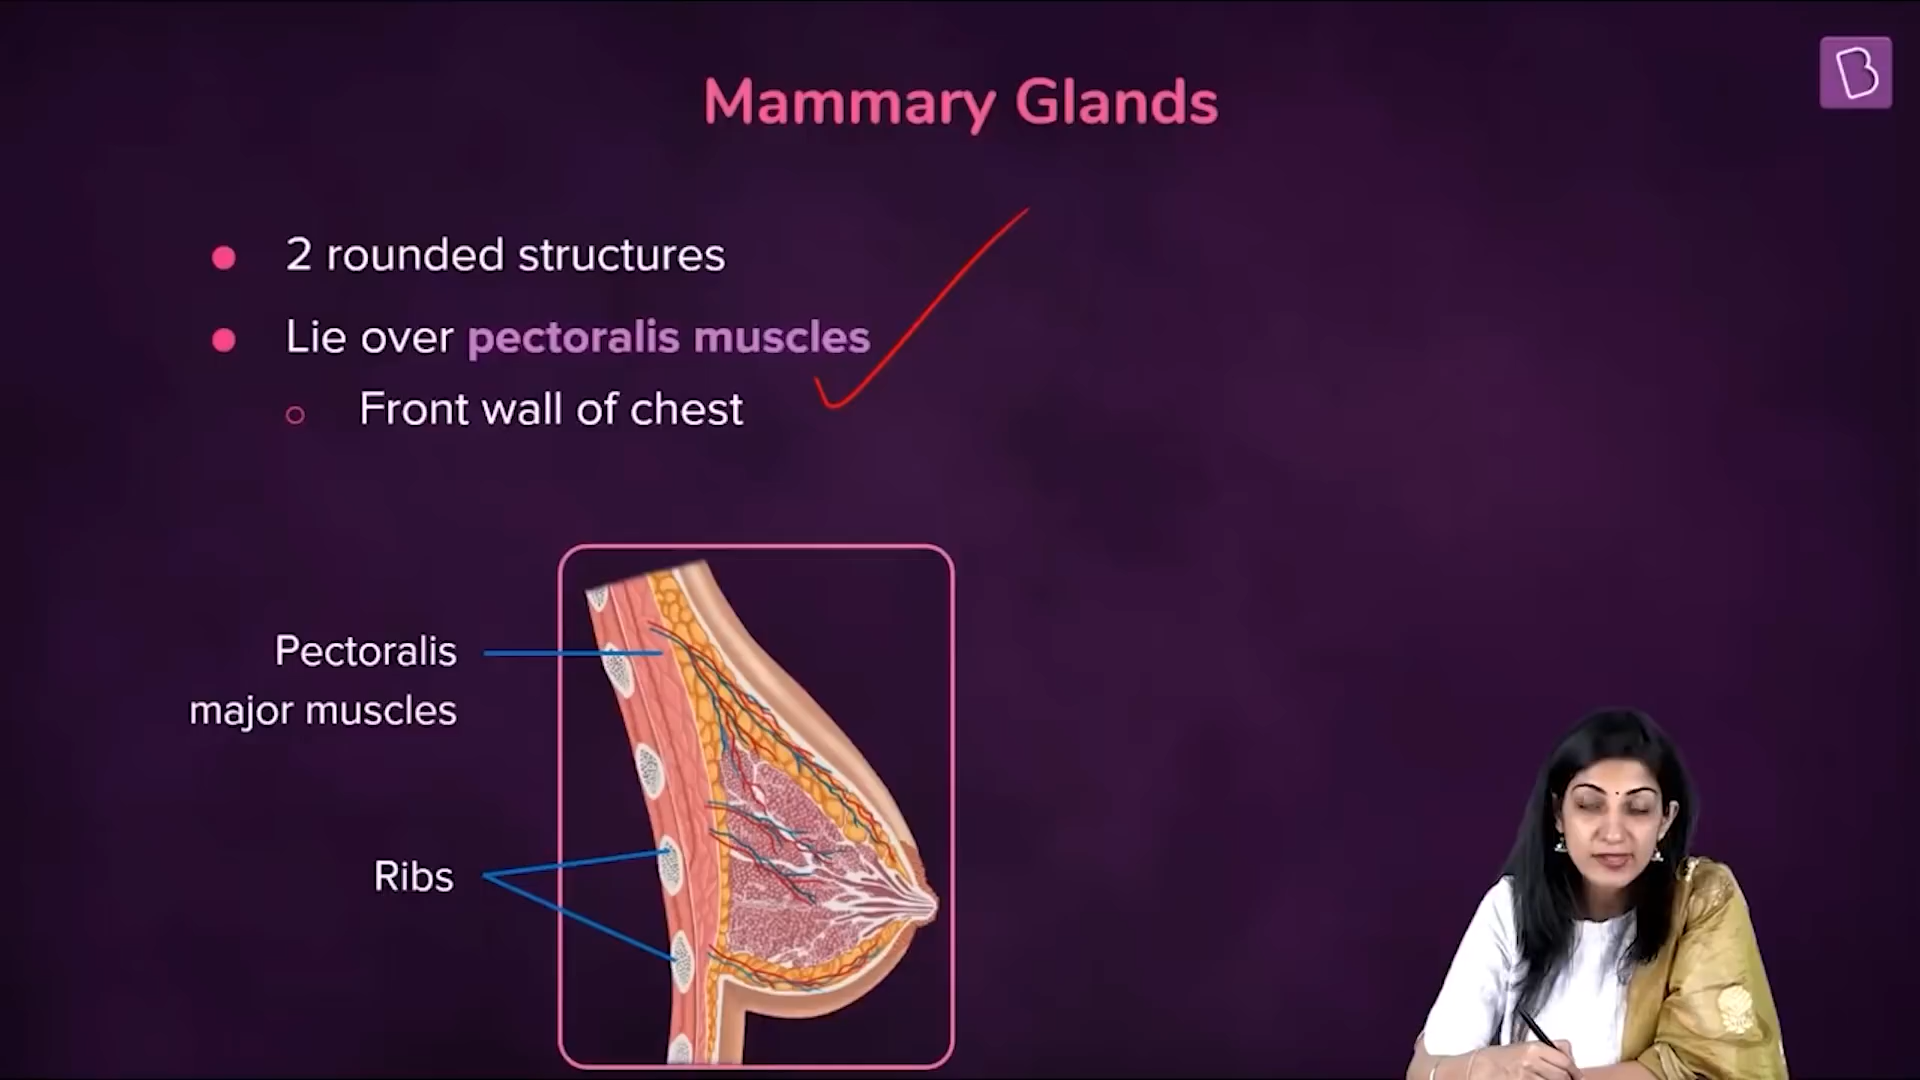 Mammary Glands
B
2 rounded structures
Lie over pectoralis muscles
Front wall of chest
Pectoralis
major muscles
Ribs